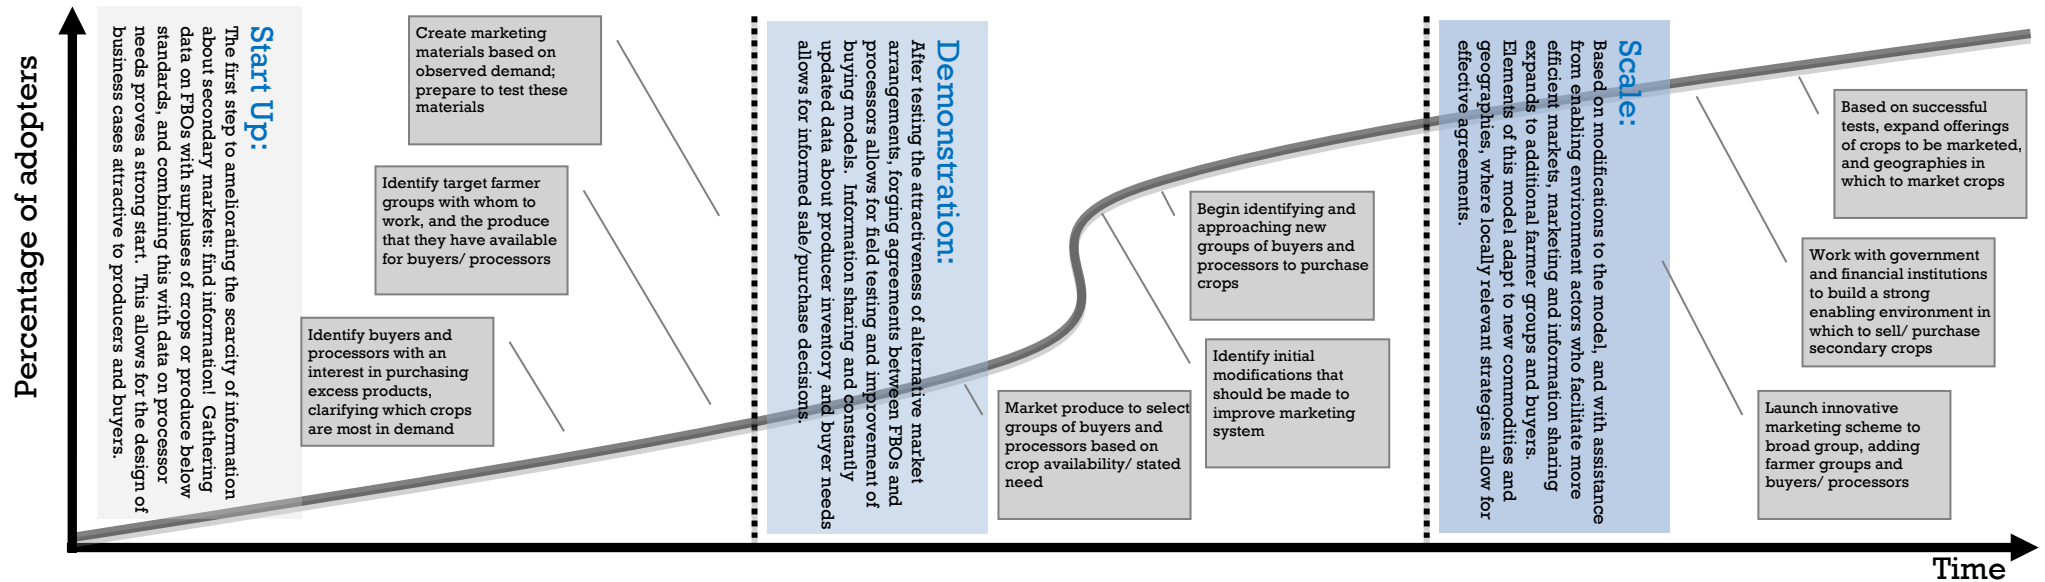 Percentage of adopters
Start Up:
The first step to ameliorating the scarcity of information
about secondary markets: find information!  Gathering
data on FBOs with surpluses of crops or produce below
standards, and combining this with data on processor
needs proves a strong start.  This allows for the design of
business cases attractive to producers and buyers.
Create marketing
materials based on
observed demand;
prepare to test these
materials
Identify target farmer
groups with whom to
work, and the produce
that they have available
for buyers/ processors
Identify buyers and
processors with an
interest in purchasing
excess products,
clarifying which crops
are most in demand
Demonstration:
After testing the attractiveness of alternative market
arrangements, forging agreements between FBOs and
processors allows for field testing and improvement of
buying models.  Information sharing and constantly
updated data about producer inventory and buyer needs
allows for informed sale/purchase decisions.
Market produce to select
groups of buyers and
processors based on
crop availability/ stated
need
Begin identifying and
approaching new
groups of buyers and
processors to purchase
crops
Identify initial
modifications that
should be made to
improve marketing
system
Scale:
Based on modifications to the model, and with assistance
from enabling environment actors who facilitate more
efficient markets, marketing and information sharing
expands to additional farmer groups and buyers.
Elements of this model adapt to new commodities and
geographies, where locally relevant strategies allow for
effective agreements.
Based on successful
tests, expand offerings
of crops to be marketed,
and geographies in
which to market crops
Work with government
and financial institutions
to build a strong
enabling environment in
which to sell/ purchase
secondary crops
Launch innovative
marketing scheme to
broad group, adding
farmer groups and
buyers/ processors
Time